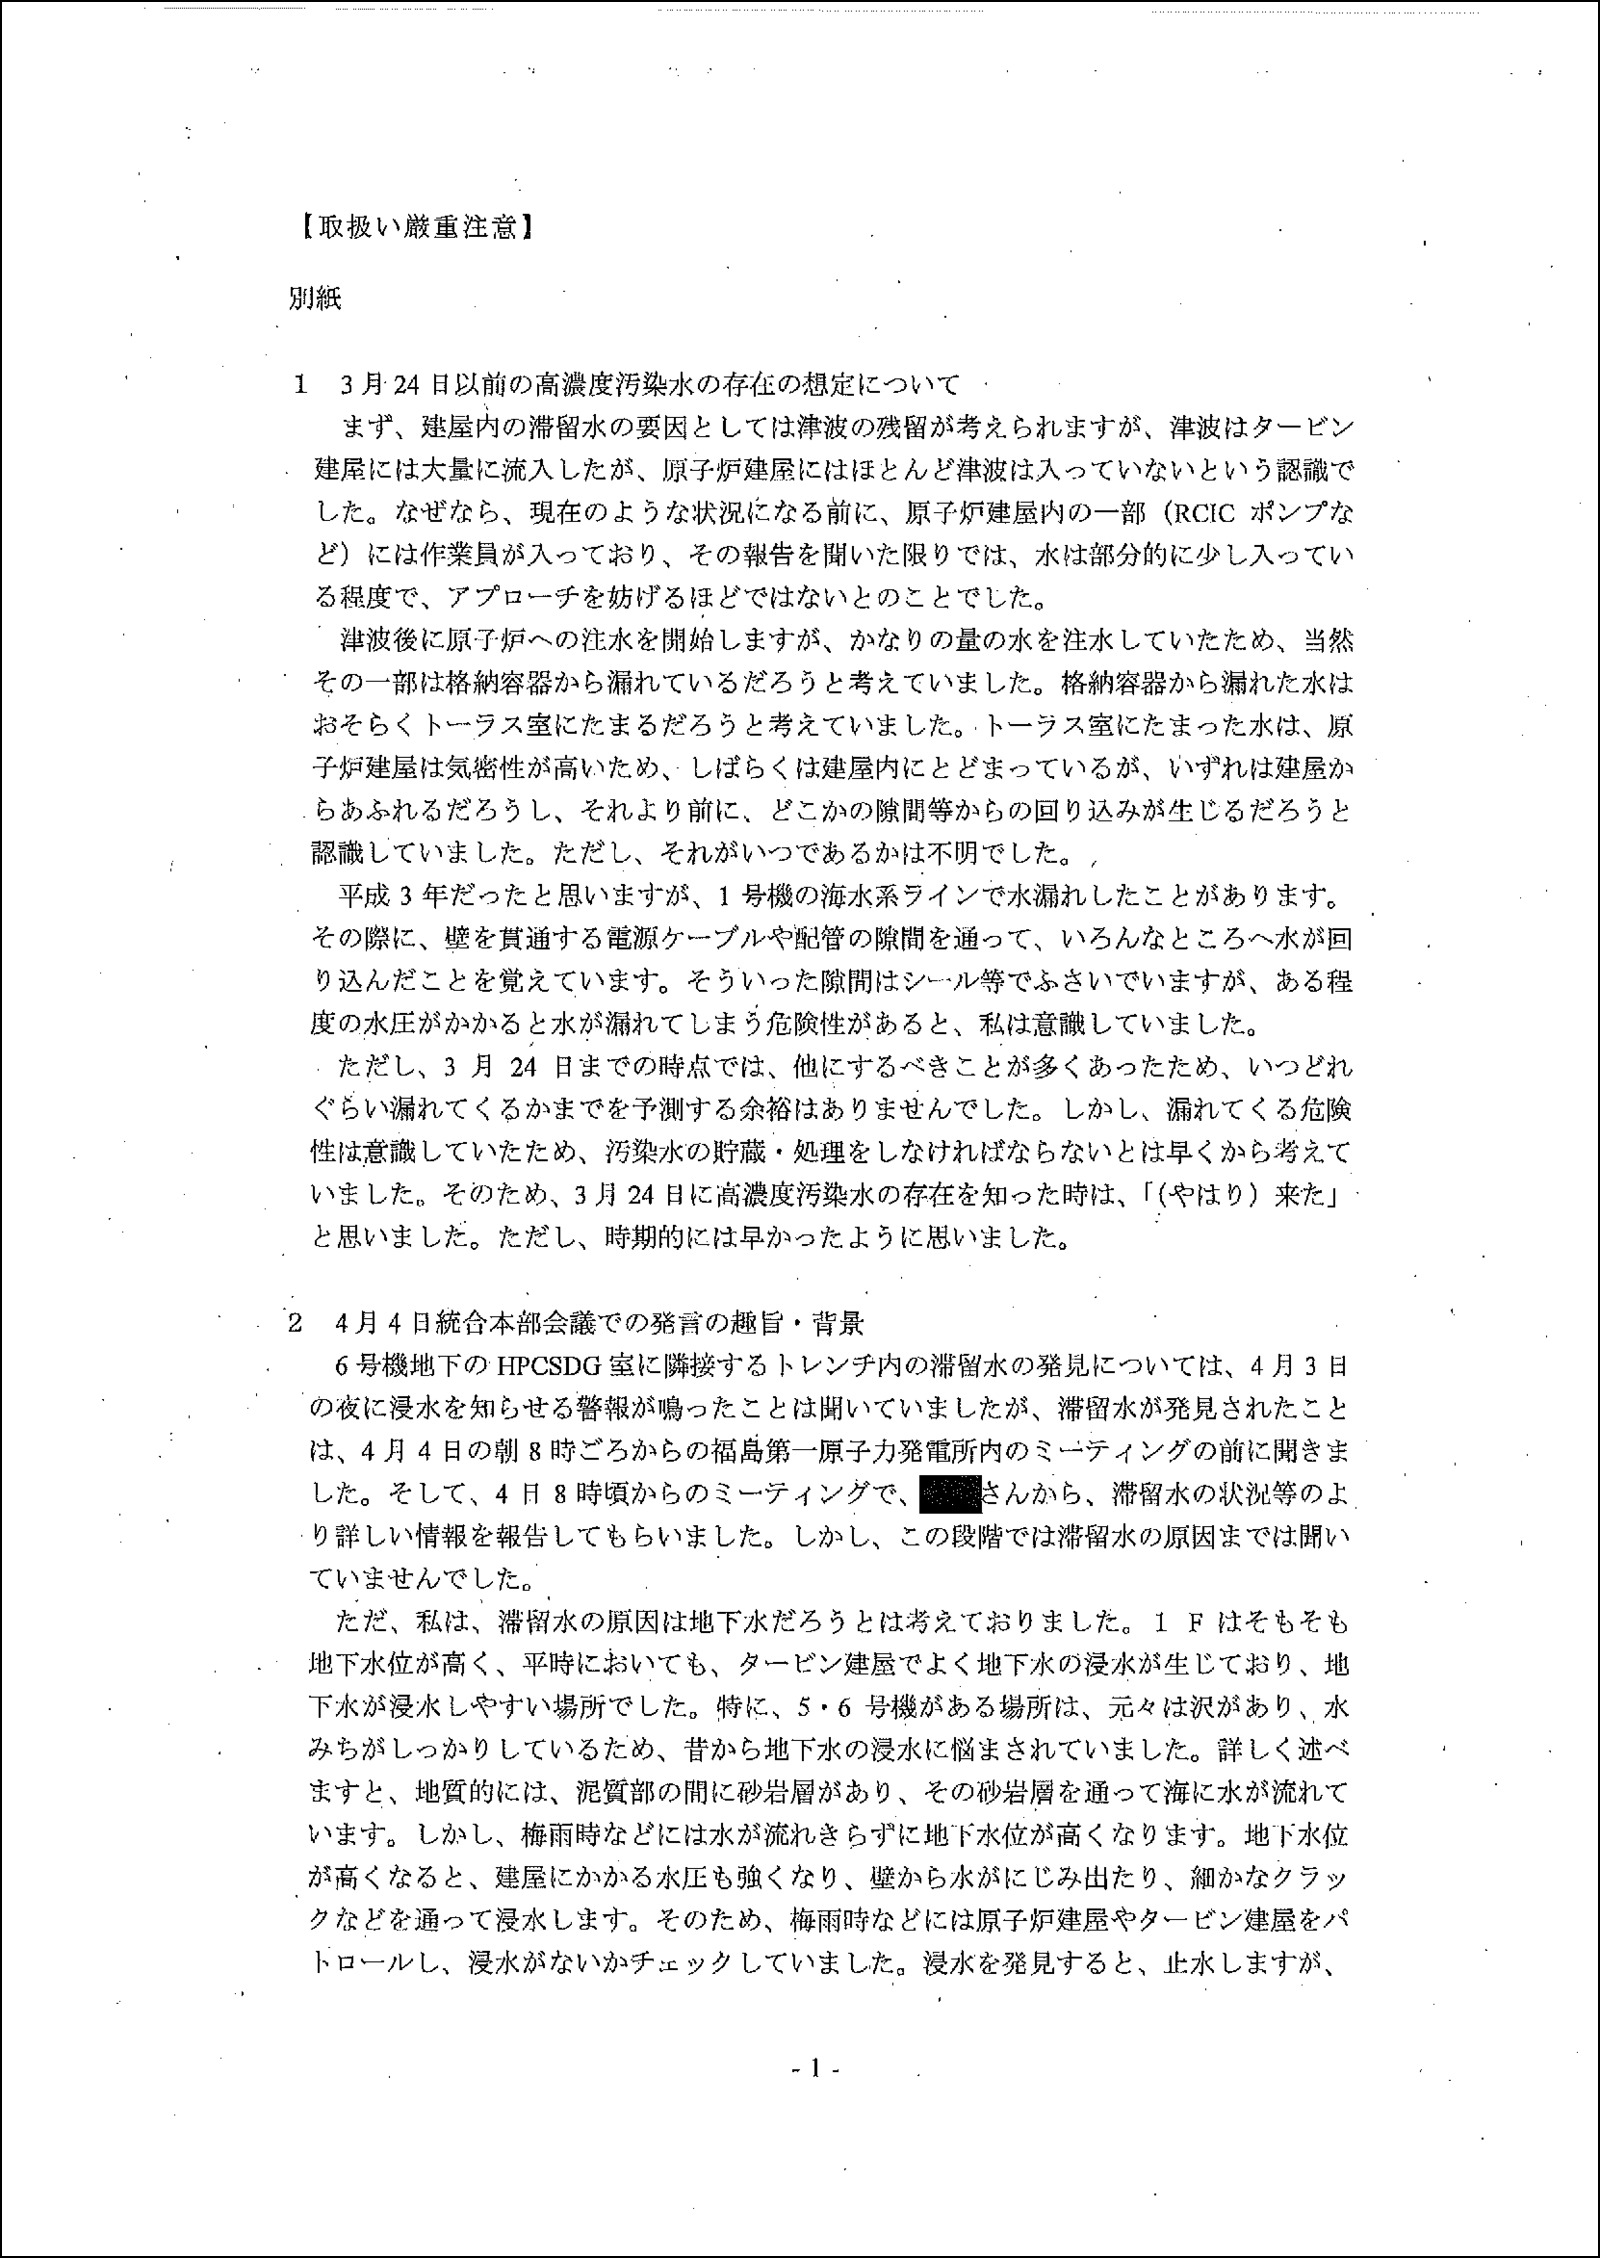 【取扱い厳重注意】
別紙
1　3月24日以前の高濃度汚染水の存在の想定について
まず、建屋内の滞留水の要因としては津波の残留が考えられますが、津波はタービン
建屋には大量に流入したが、原子炉建屋にはほとんど津波は入っていないという認識で
した。なぜなら、現在のような状況になる前に、原子炉建屋内の一部（RCIC ポンプな
ど）には作業員が入っており、その報告を聞いた限りでは、水は部分的に少し入ってい
る程度で、アプローチを妨げるほどではないとのことでした。
津波後に原子炉への注水を開始しますが、かなりの量の水を注水していたため、当然
その一部は格納容器から漏れているだろうと考えていました。格納容器から漏れた水は
おそらくトーラス室にたまるだろうと考えていました。トーラス室にたまった水は、原
子炉建屋は気密性が高いため、しばらくは建屋内にとどまっているが、いずれは建屋か
らあふれるだろうし、それより前に、どこかの隙間等からの回り込みが生じるだろうと
認識していました。ただし、それがいつであるかは不明でした。
平成3年だったと思いますが、1号機の海水系ラインで水漏れしたことがあります。
その際に、壁を貫通する電源ケーブルや配管の隙間を通って、いろんなところへ水が回
り込んだことを覚えています。そういった隙間はシール等でふさいでいますが、ある程
度の水圧がかかると水が漏れてしまう危険性があると、私は意識していました。
ただし、3月24日までの時点では、他にするべきことが多くあったため、いつどれ
ぐらい漏れてくるかまでを予測する余裕はありませんでした。しかし、漏れてくる危険
性は意識していたため、汚染水の貯蔵・処理をしなければならないとは早くから考えて
いました。そのため、3月24日に高濃度汚染水の存在を知った時は、「（やはり）来た」
と思いました。ただし、時期的には早かったように思いました。
2　4月4日統合本部会議での発言の趣旨・背景
6号機地下のHPCSDG室に隣接するトレンチ内の滞留水の発見については、4月3日
の夜に浸水を知らせる警報が鳴ったことは聞いていましたが、滞留水が発見されたこと
は、4月4日の朝8時ごろからの福島第一原子力発電所内のミーティングの前に聞きま
した。そして、4日8時頃からのミーティングで、さんから、滞留水の状況等のよ
り詳しい情報を報告してもらいました。しかし、この段階では滞留水の原因までは聞い
ていませんでした。
ただ、私は、滞留水の原因は地下水だろうとは考えておりました。1Fはそもそも
地下水位が高く、平時においても、タービン建屋でよく地下水の浸水が生じており、地
下水が浸水しやすい場所でした。特に、5・6号機がある場所は、元々は沢があり、水
みちがしっかりしているため、昔から地下水の浸水に悩まされていました。詳しく述べ
ますと、地質的には、泥質部の間に砂岩層があり、その砂岩層を通って海に水が流れて
います。しかし、梅雨時などには水が流れきらずに地下水位が高くなります。地下水位
が高くなると、建屋にかかる水圧も強くなり、壁から水がにじみ出たり、細かなクラッ
クなどを通って浸水します。そのため、梅雨時などには原子炉建屋やタービン建屋をパ
トロールし、浸水がないかチェックしていました。浸水を発見すると、止水しますが、
- 1 -